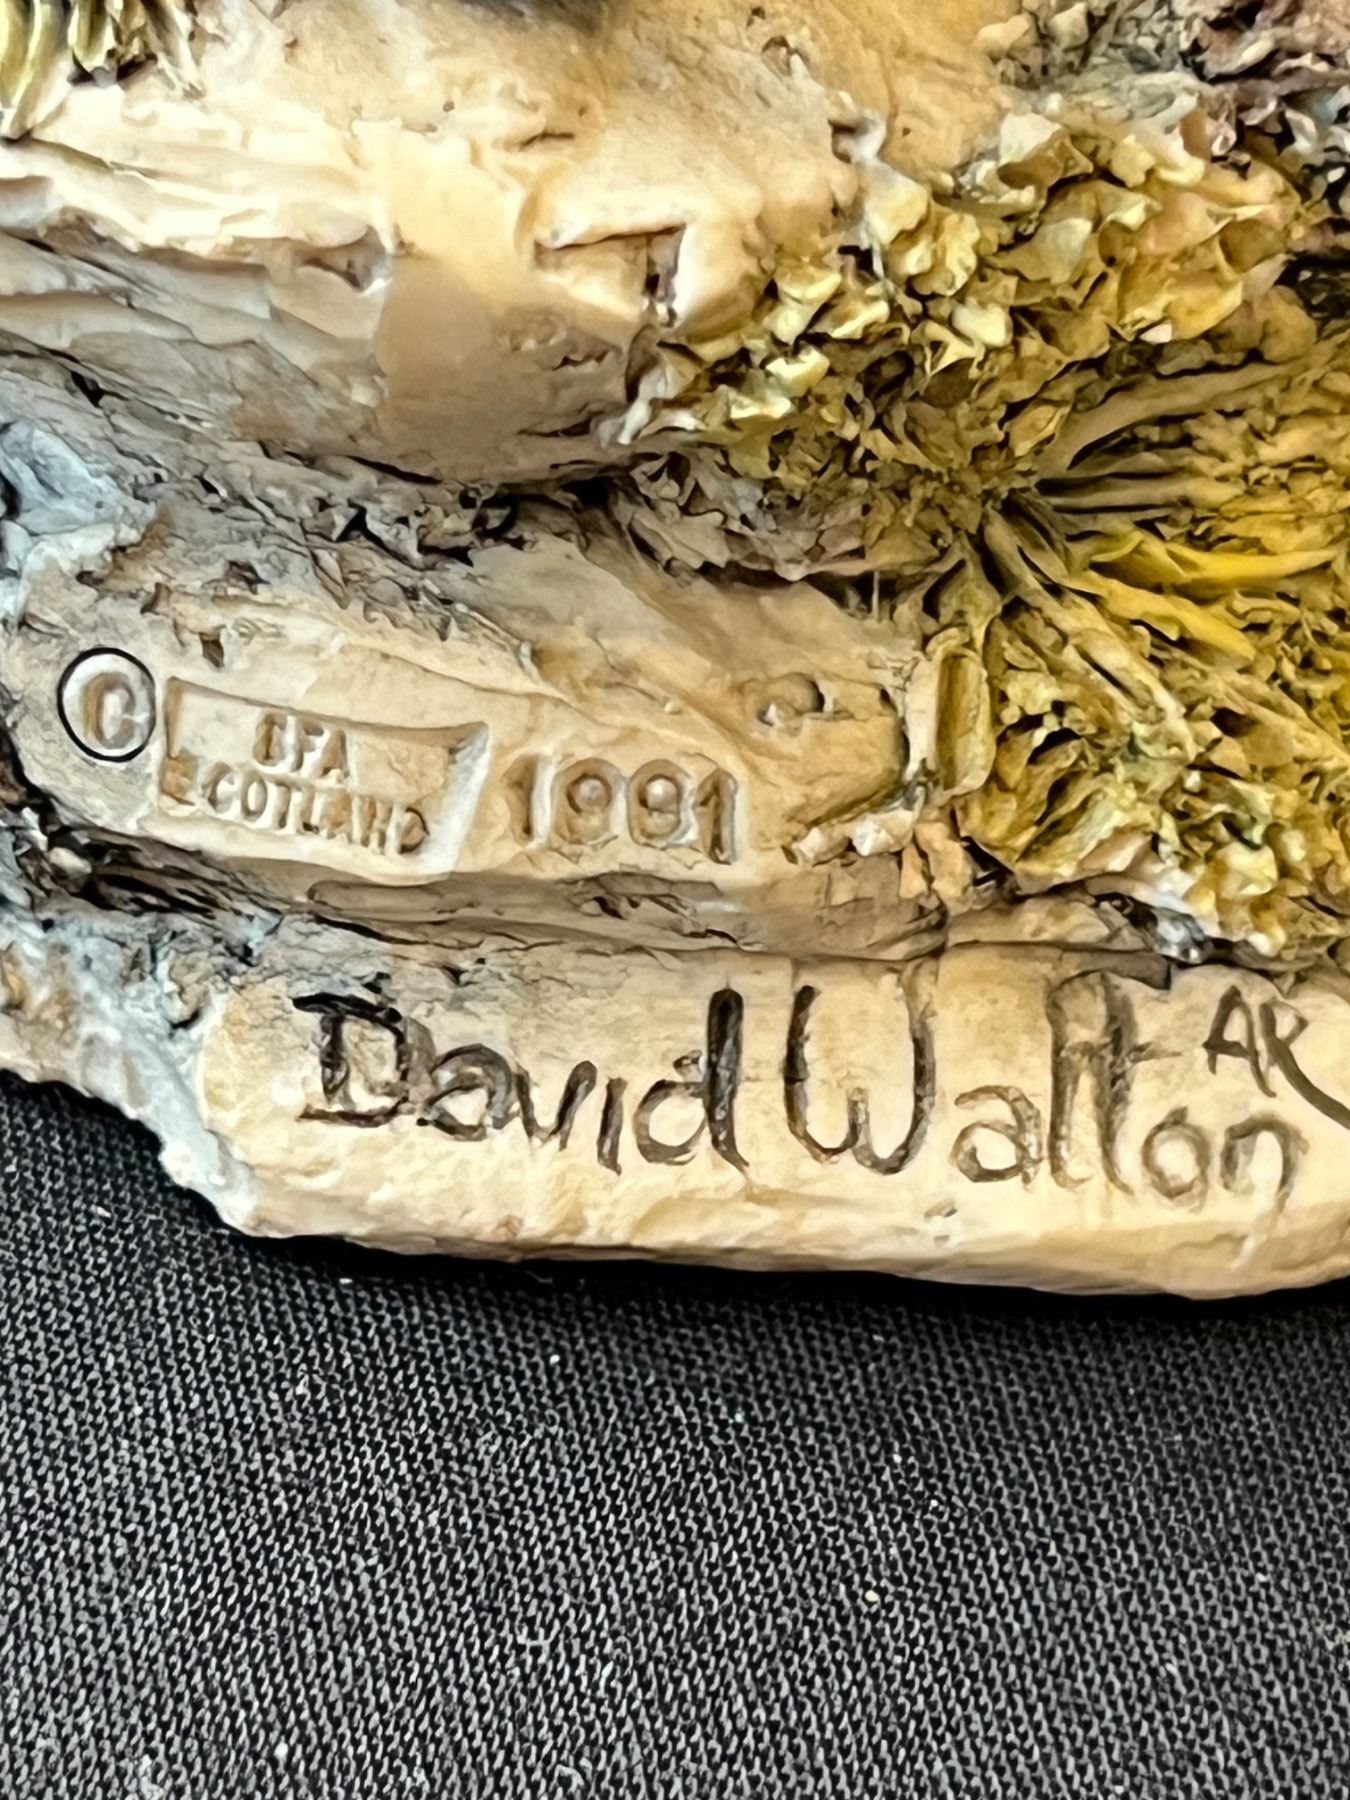 © BFA
SCOTLAND
1991
David Walton
AR